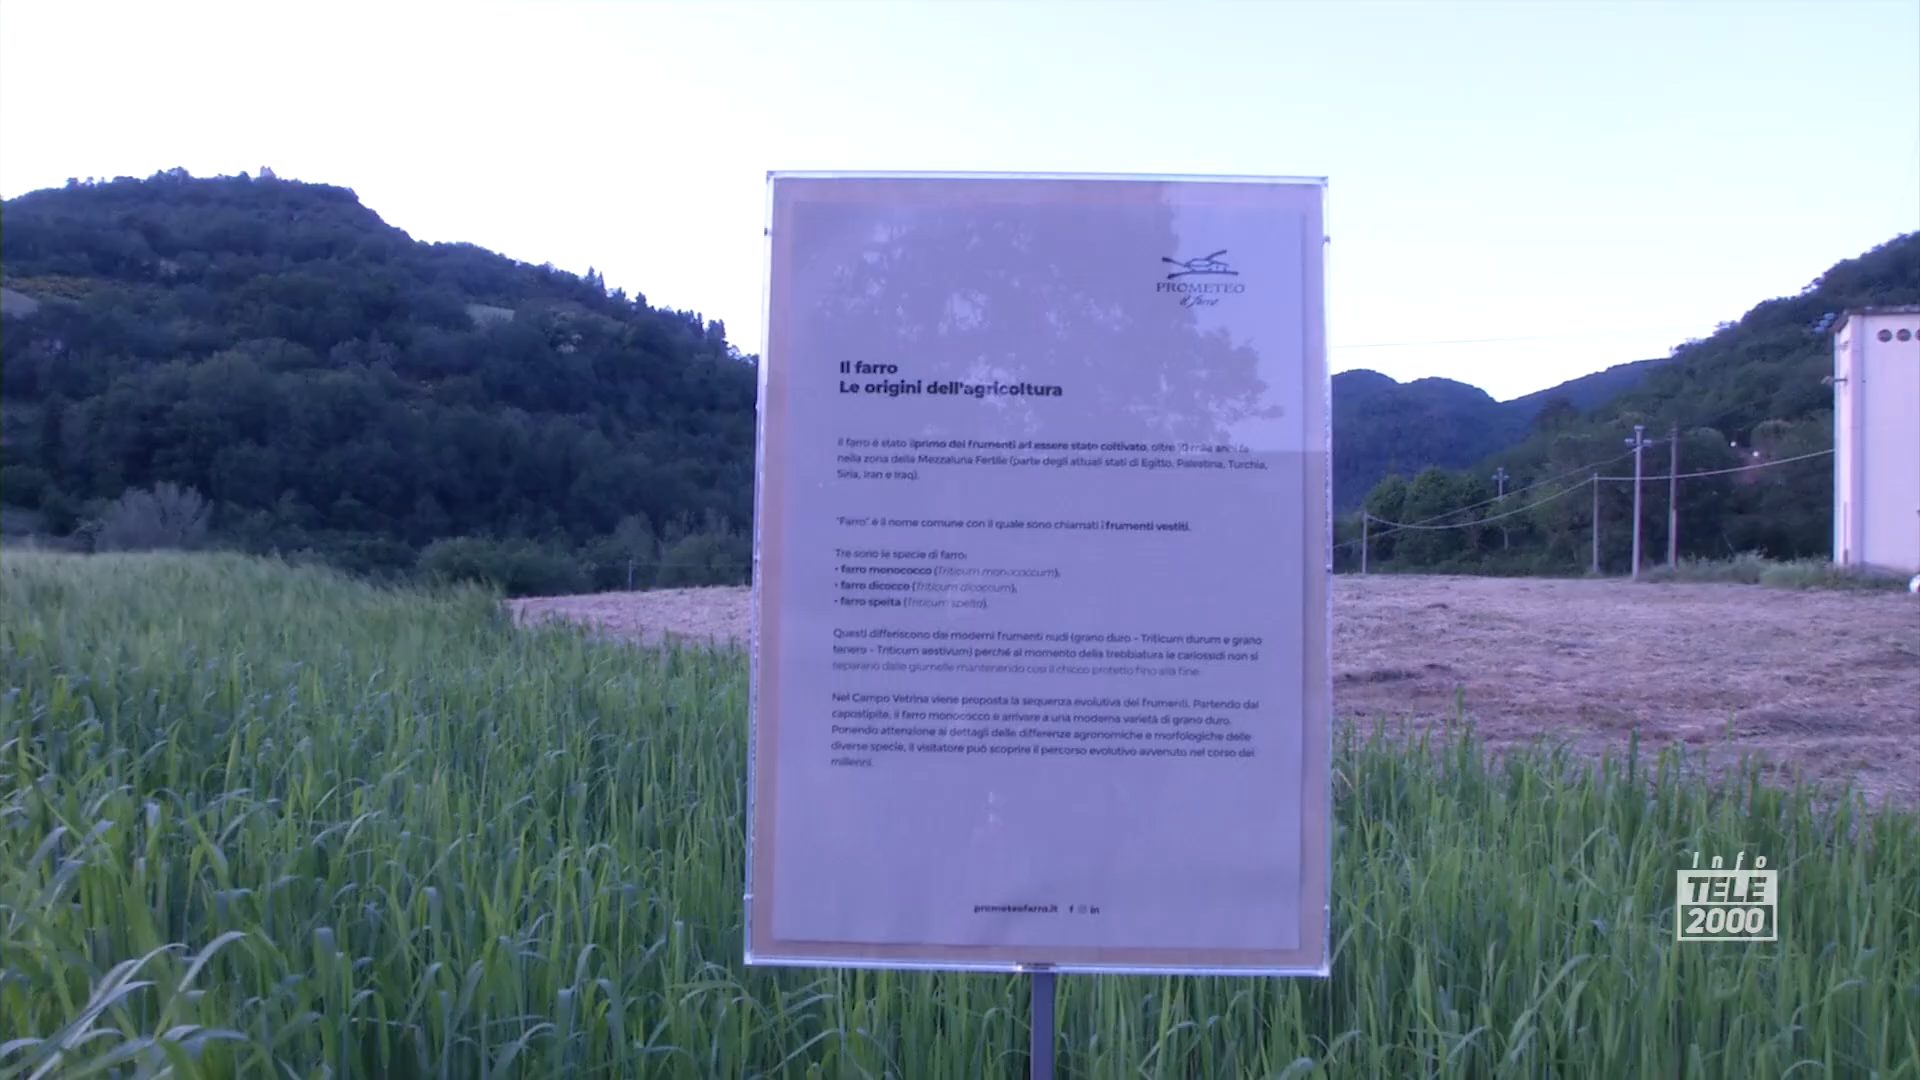 PROMETEO
il farro
Il farro
Le origini dell'agricoltura
Il farro è stato il primo dei frumenti ad essere stato coltivato, oltre 10 mila anni fa
nella zona della Mezzaluna Fertile (parte degli attuali stati di Egitto, Palestina, Turchia,
Siria, Iran e Iraq).
"Farro" è il nome comune con il quale sono chiamati i frumenti vestiti.
Tre sono le specie di farro:
• farro monococco (Triticum monococcum),
• farro dicocco (Triticum dicoccum),
• farro spelta (Triticum spelta).
Questi differiscono dai moderni frumenti nudi (grano duro - Triticum durum e grano
tenero - Triticum aestivum) perché al momento della trebbiatura le cariossidi non si
separano dalle glumelle mantenendo così il chicco protetto fino alla fine.
Nel Campo Vetrina viene proposta la sequenza evolutiva dei frumenti. Partendo dal
capostipite, il farro monococco e arrivare a una moderna varietà di grano duro.
Ponendo attenzione ai dettagli delle differenze agronomiche e morfologiche delle
diverse specie, il visitatore può scoprire il percorso evolutivo avvenuto nel corso dei
millenni.
prometeofarro.it f in
Info
TELE
2000